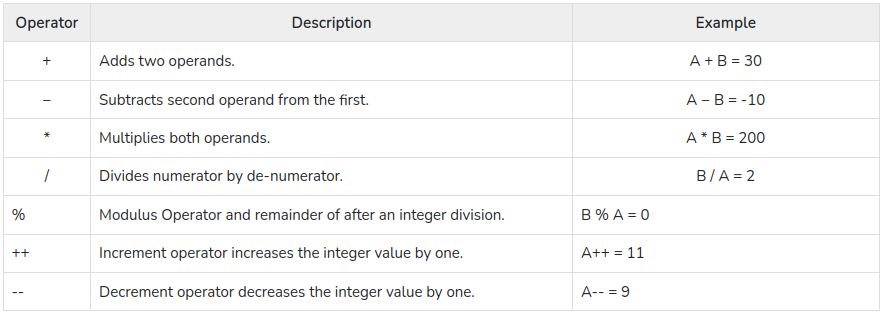 Operator Description Example
+ Adds two operands. A + B = 30
− Subtracts second operand from the first. A − B = -10
* Multiplies both operands. A * B = 200
/ Divides numerator by de-numerator. B / A = 2
% Modulus Operator and remainder of after an integer division. B % A = 0
++ Increment operator increases the integer value by one. A++ = 11
-- Decrement operator decreases the integer value by one. A-- = 9